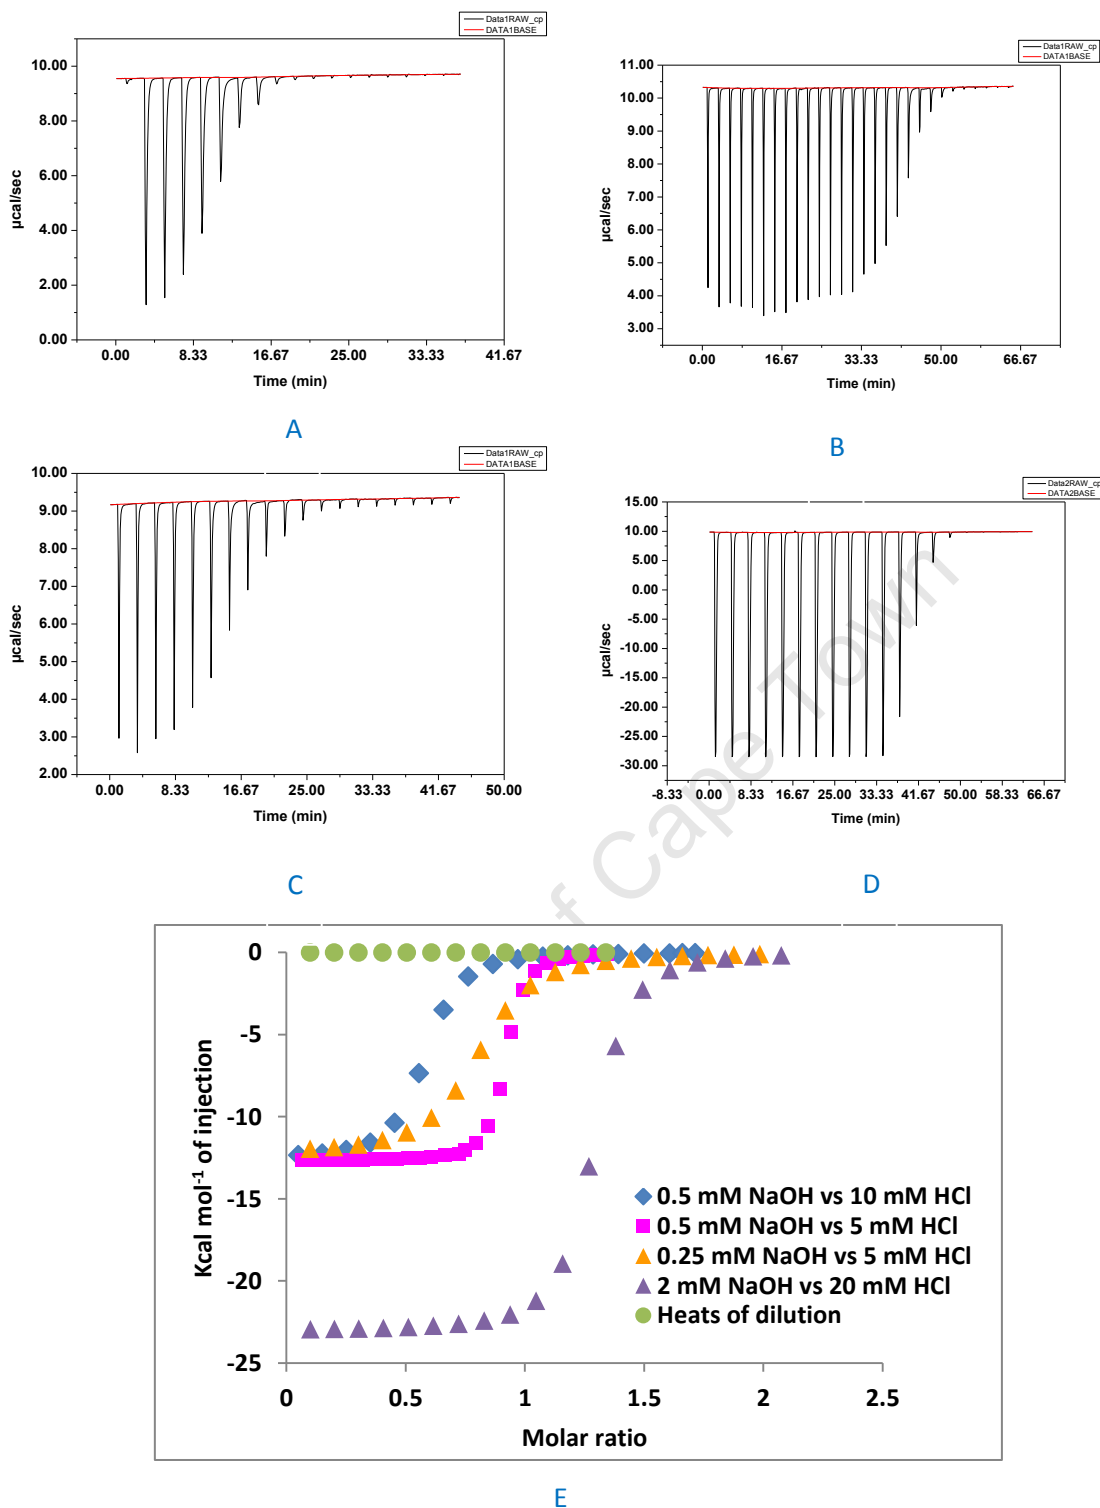 Data1RAW_cp
DATA1BASE
10.00
8.00
6.00
4.00
2.00
0.00
µcal/sec
0.00 8.33 16.67 25.00 33.33 41.67
Time (min)
A
Data1RAW_cp
DATA1BASE
11.00
10.00
9.00
8.00
7.00
6.00
5.00
4.00
3.00
µcal/sec
0.00 16.67 33.33 50.00 66.67
Time (min)
B
Data1RAW_cp
DATA1BASE
10.00
9.00
8.00
7.00
6.00
5.00
4.00
3.00
2.00
µcal/sec
0.00 8.33 16.67 25.00 33.33 41.67 50.00
Time (min)
C
Data2RAW_cp
DATA2BASE
15.00
10.00
5.00
0.00
-5.00
-10.00
-15.00
-20.00
-25.00
-30.00
µcal/sec
-8.33 0.00 8.33 16.67 25.00 33.33 41.67 50.00 58.33 66.67
Time (min)
D
of Cape Town
0
-5
-10
-15
-20
-25
Kcal mol⁻¹ of injection
0.5 mM NaOH vs 10 mM HCl
0.5 mM NaOH vs 5 mM HCl
0.25 mM NaOH vs 5 mM HCl
2 mM NaOH vs 20 mM HCl
Heats of dilution
0 0.5 1 1.5 2 2.5
Molar ratio
E